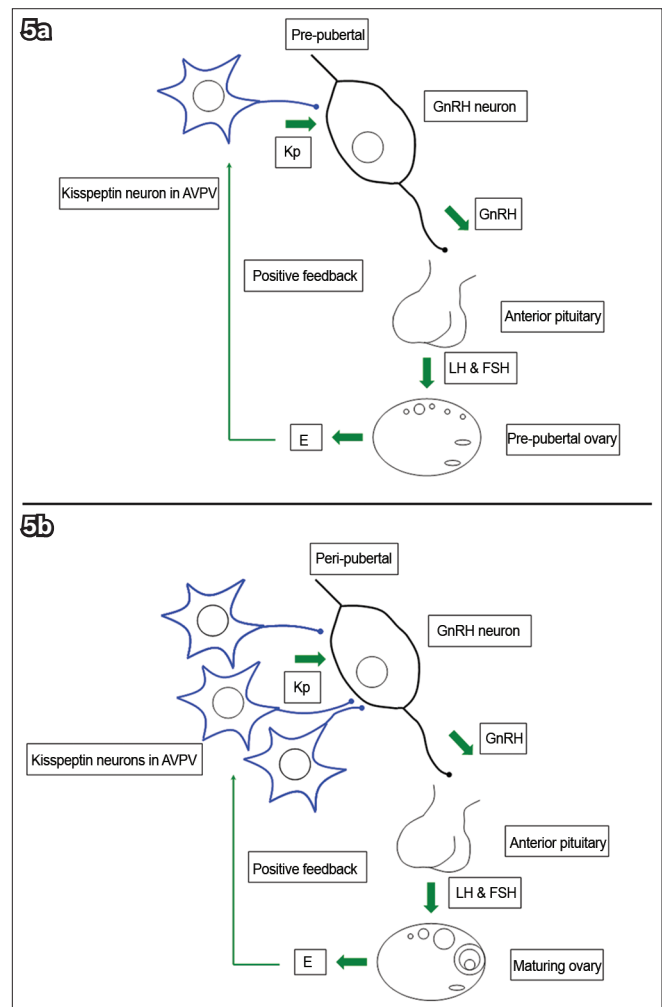 5a
Pre-pubertal
GnRH neuron
Kp
Kisspeptin neuron in AVPV
GnRH
Positive feedback
Anterior pituitary
LH & FSH
E
Pre-pubertal ovary
5b
Peri-pubertal
GnRH neuron
Kp
Kisspeptin neurons in AVPV
GnRH
Anterior pituitary
Positive feedback
LH & FSH
E
Maturing ovary